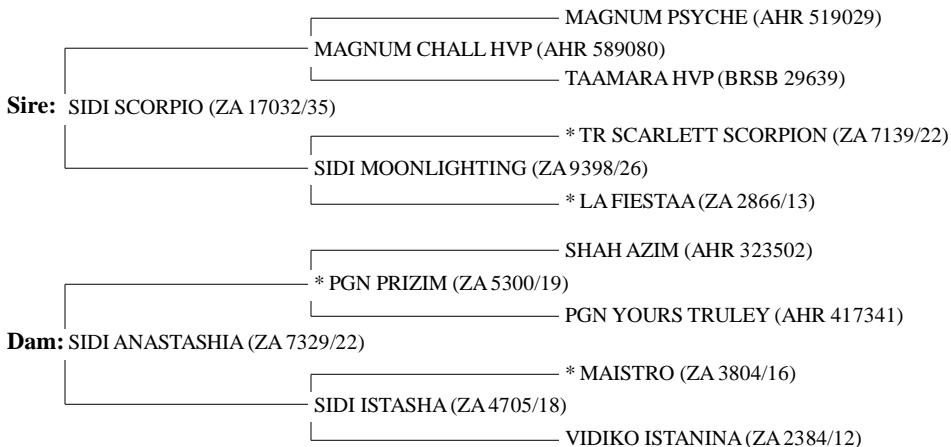 MAGNUM PSYCHE (AHR 519029)
MAGNUM CHALL HVP (AHR 589080)
TAAMARA HVP (BRSB 29639)
Sire: SIDI SCORPIO (ZA 17032/35)
* TR SCARLETT SCORPION (ZA 7139/22)
SIDI MOONLIGHTING (ZA 9398/26)
* LA FIESTAA (ZA 2866/13)
SHAH AZIM (AHR 323502)
* PGN PRIZIM (ZA 5300/19)
PGN YOURS TRULEY (AHR 417341)
Dam: SIDI ANASTASHIA (ZA 7329/22)
* MAISTRO (ZA 3804/16)
SIDI ISTASHA (ZA 4705/18)
VIDIKO ISTANINA (ZA 2384/12)